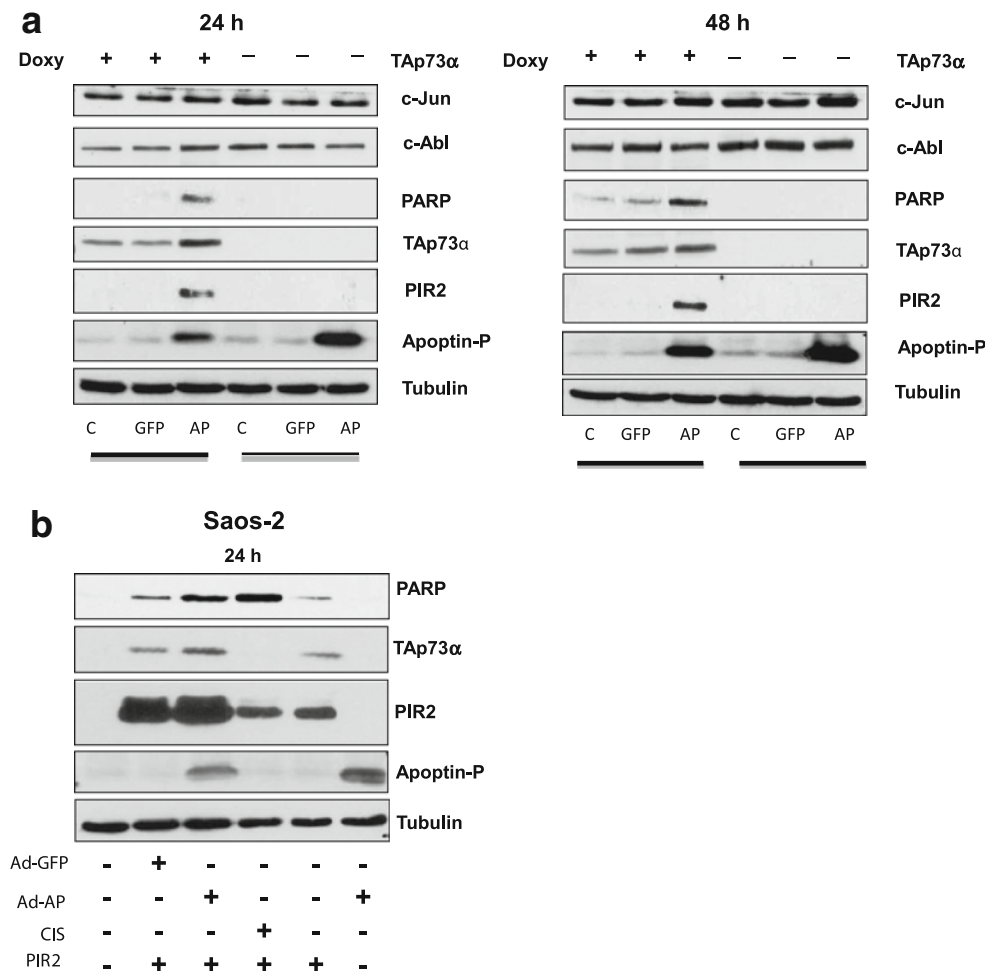 a
24 h
Doxy + + + − − − TAp73α
c-Jun
c-Abl
PARP
TAp73α
PIR2
Apoptin-P
Tubulin
C GFP AP C GFP AP
48 h
Doxy + + + − − − TAp73α
c-Jun
c-Abl
PARP
TAp73α
PIR2
Apoptin-P
Tubulin
C GFP AP C GFP AP
b
Saos-2
24 h
PARP
TAp73α
PIR2
Apoptin-P
Tubulin
Ad-GFP - + - - - -
Ad-AP - - + - - +
CIS - - - + - -
PIR2 - + + + + -